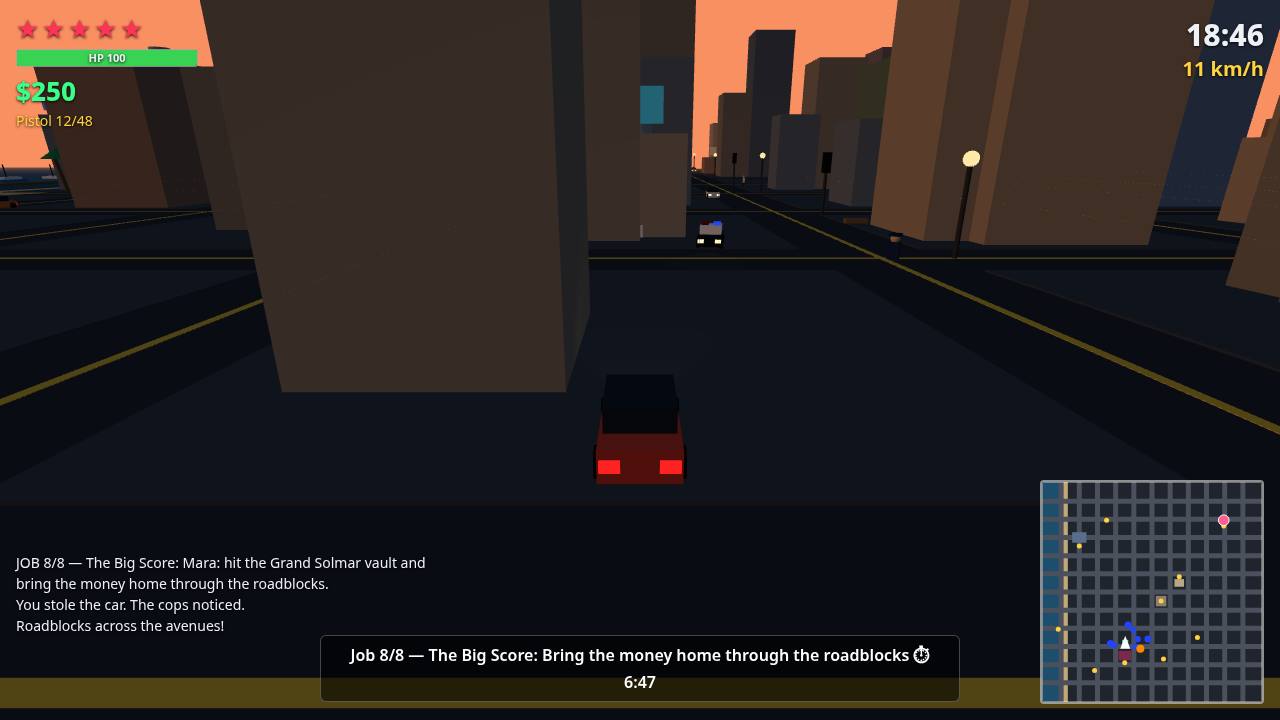 HP 100
$250
Pistol 12/48
18:46
11 km/h
JOB 8/8 — The Big Score: Mara: hit the Grand Solmar vault and
bring the money home through the roadblocks.
You stole the car. The cops noticed.
Roadblocks across the avenues!
Job 8/8 — The Big Score: Bring the money home through the roadblocks ⏱
6:47